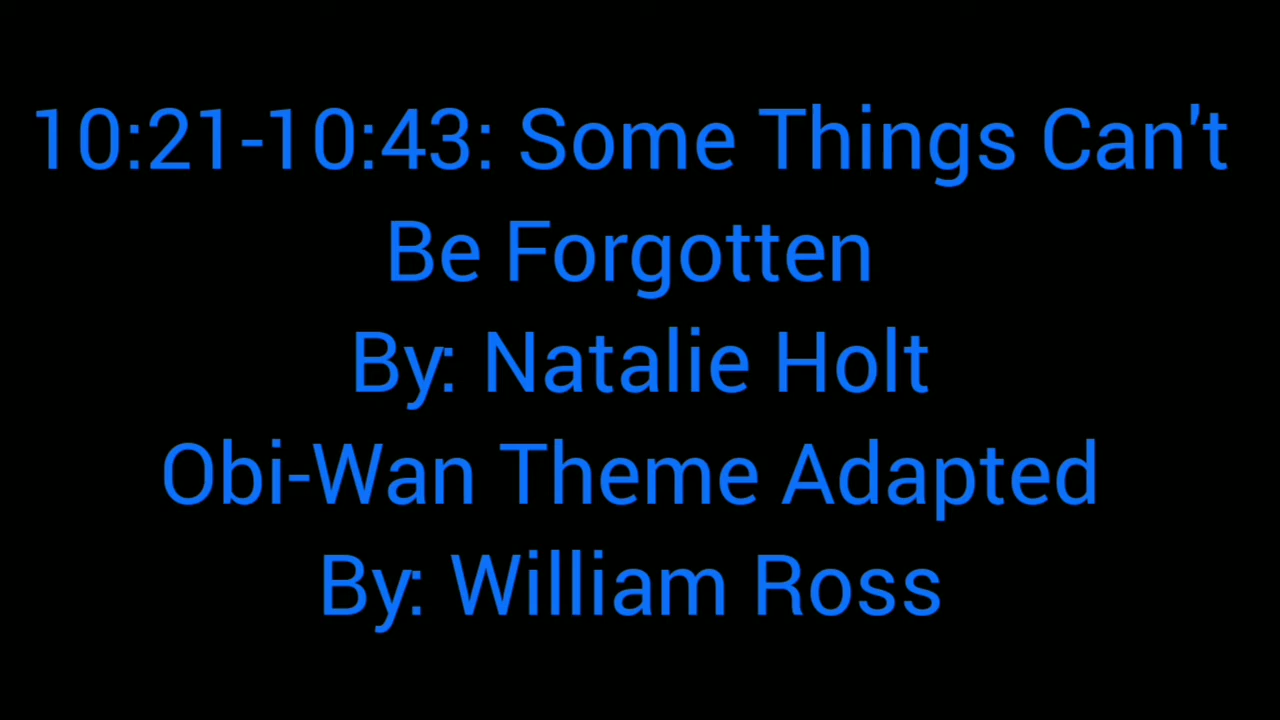 10:21-10:43: Some Things Can't
Be Forgotten
By: Natalie Holt
Obi-Wan Theme Adapted
By: William Ross